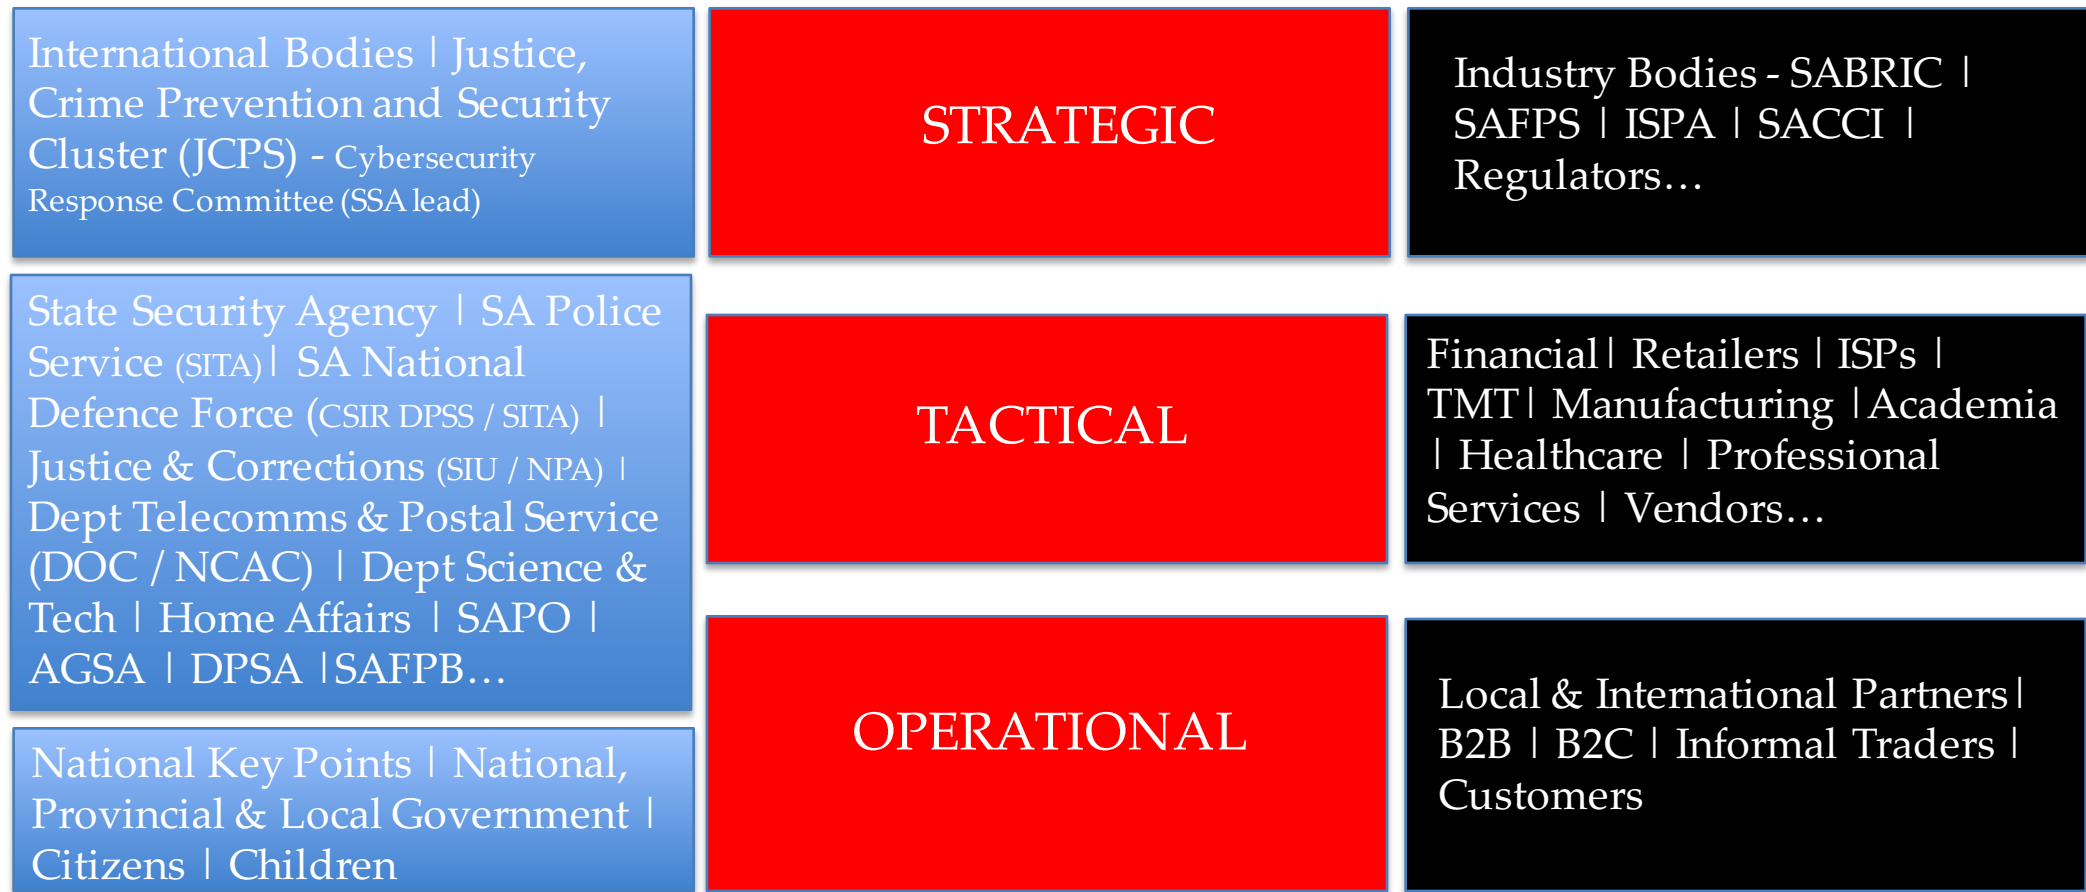 International Bodies | Justice,
Crime Prevention and Security
Cluster (JCPS) - Cybersecurity
Response Committee (SSA lead)
STRATEGIC
Industry Bodies - SABRIC |
SAFPS | ISPA | SACCI |
Regulators…
State Security Agency | SA Police
Service (SITA)| SA National
Defence Force (CSIR DPSS / SITA) |
Justice & Corrections (SIU / NPA) |
Dept Telecomms & Postal Service
(DOC / NCAC) | Dept Science &
Tech | Home Affairs | SAPO |
AGSA | DPSA |SAFPB…
TACTICAL
Financial| Retailers | ISPs |
TMT| Manufacturing |Academia
| Healthcare | Professional
Services | Vendors…
National Key Points | National,
Provincial & Local Government |
Citizens | Children
OPERATIONAL
Local & International Partners|
B2B | B2C | Informal Traders |
Customers